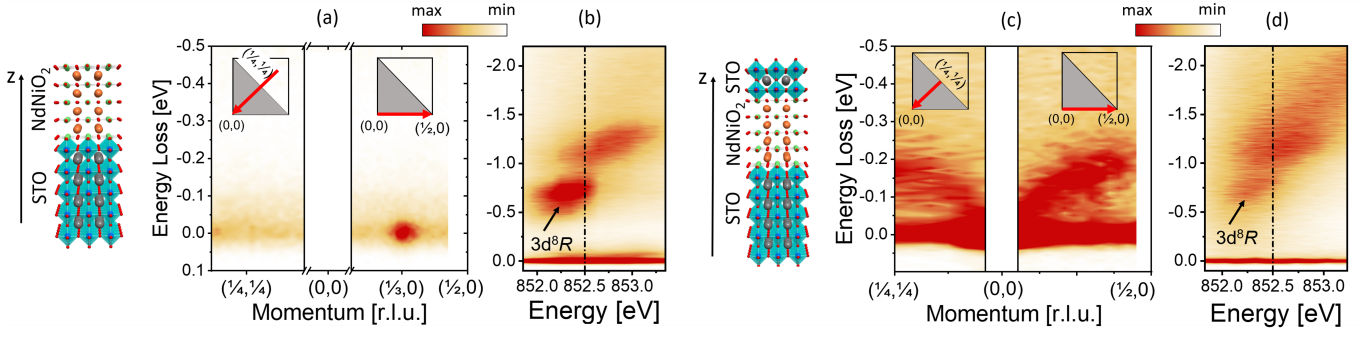 (a)
max
min
(b)
(c)
max
min
(d)
Z
NdNiO₂
STO
Energy Loss [eV]
-0.5
-0.4
-0.3
-0.2
-0.1
0.0
0.1
(¼,¼)
(0,0)
(0,0)
(½,0)
(¼,¼)
(0,0)
(⅓,0)
(½,0)
Momentum [r.l.u.]
-2.0
-1.5
-1.0
-0.5
0.0
3d⁸R
852.0
852.5
853.0
Energy [eV]
Z
STO
NdNiO₂
STO
Energy Loss [eV]
-0.5
-0.4
-0.3
-0.2
-0.1
0.0
(¼,¼)
(0,0)
(0,0)
(½,0)
(¼,¼)
(0,0)
(½,0)
Momentum [r.l.u.]
-2.0
-1.5
-1.0
-0.5
0.0
3d⁸R
852.0
852.5
853.0
Energy [eV]